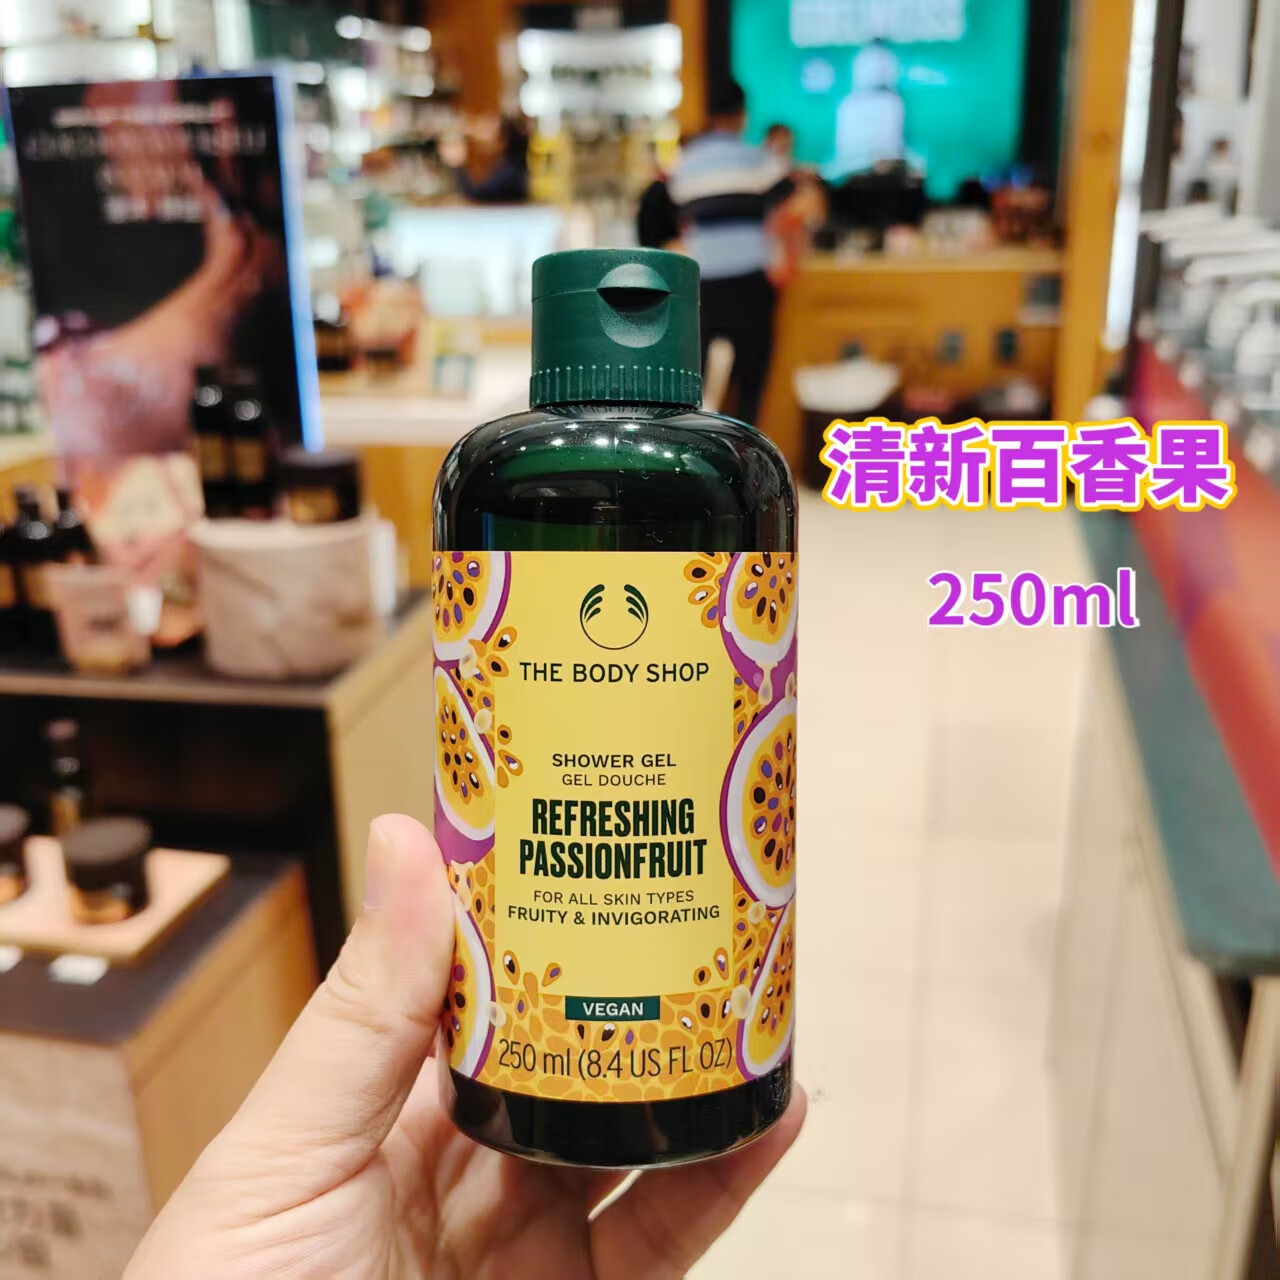 清新百香果
250ml
THE BODY SHOP
SHOWER GEL
GEL DOUCHE
REFRESHING
PASSIONFRUIT
FOR ALL SKIN TYPES
FRUITY & INVIGORATING
VEGAN
250 ml (8.4 US FL OZ)